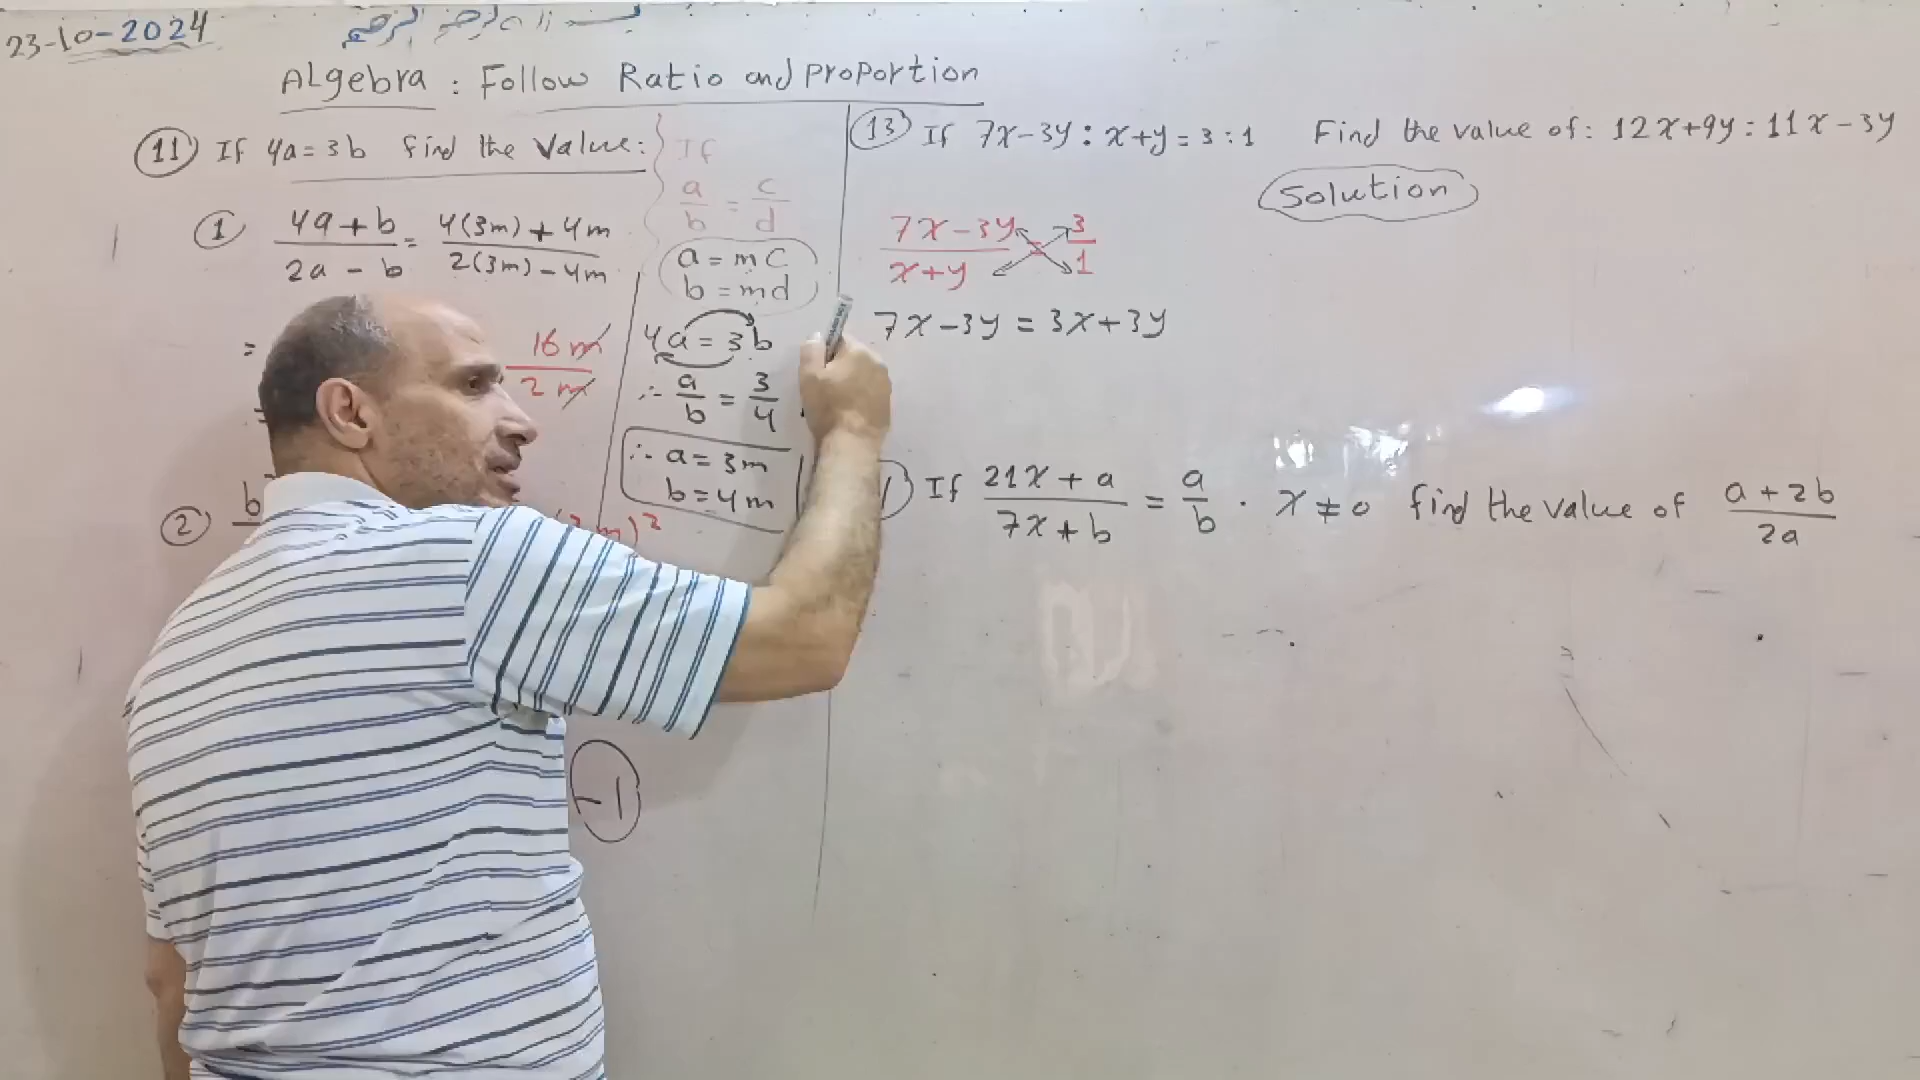 23-10-2024
بسم الله الرحمن الرحيم
ALgebra : Follow Ratio and proportion
11 If 4a = 3b find the value:
1 4a + b / 2a - b = 4(3m) + 4m / 2(3m) - 4m
=
16m / 2m
=
2 b
m)²
-1
If
a/b = c/d
a = mc
b = md
4a = 3b
∴ a/b = 3/4
∴ a = 3m
b = 4m
13 If 7x-3y : x+y = 3 : 1 Find the value of : 12x+9y : 11x-3y
Solution
7x-3y / x+y = 3/1
7x-3y = 3x+3y
If 21x + a / 7x + b = a/b . x ≠ 0 find the value of a + 2b / 2a